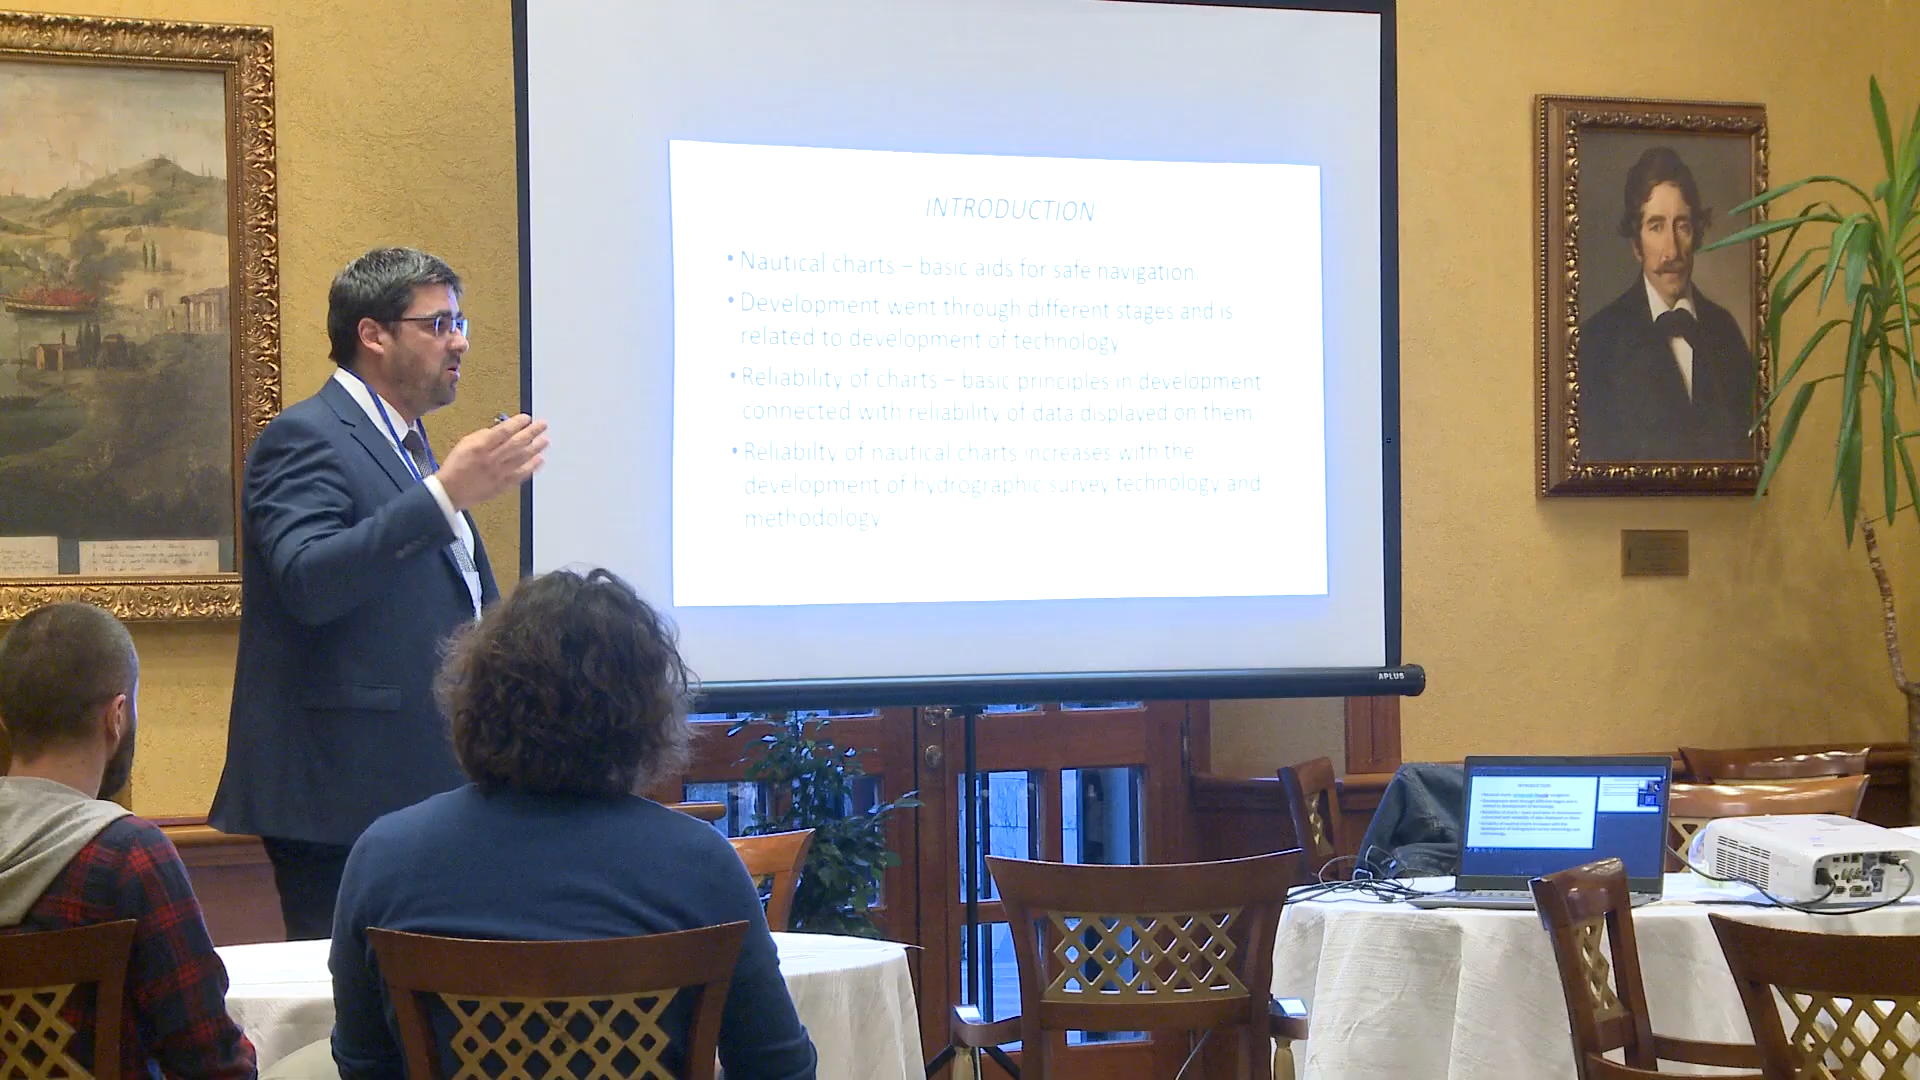 INTRODUCTION
• Nautical charts – basic aids for safe navigation
• Development went through different stages and is
related to development of technology
• Reliability of charts – basic principles in development
connected with reliability of data displayed on them
• Reliabilty of nautical charts increases with the
development of hydrographic survey technology and
methodology
APLUS
INTRODUCTION